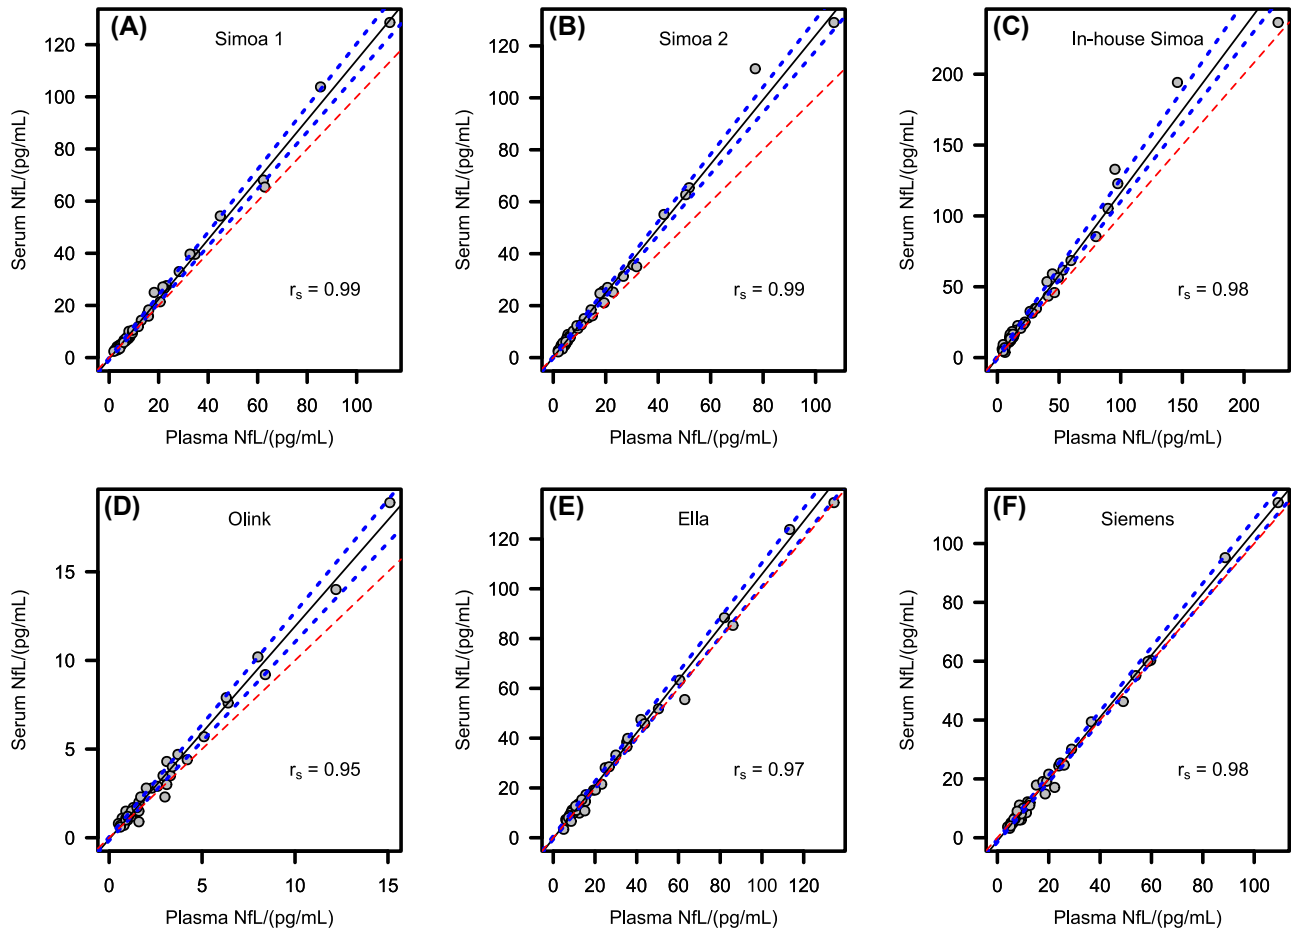 (A)
Simoa 1
Serum NfL/(pg/mL)
120
100
80
60
40
20
0
r_s = 0.99
0 20 40 60 80 100
Plasma NfL/(pg/mL)
(B)
Simoa 2
Serum NfL/(pg/mL)
120
100
80
60
40
20
0
r_s = 0.99
0 20 40 60 80 100
Plasma NfL/(pg/mL)
(C)
In-house Simoa
Serum NfL/(pg/mL)
200
150
100
50
0
r_s = 0.98
0 50 100 150 200
Plasma NfL/(pg/mL)
(D)
Olink
Serum NfL/(pg/mL)
15
10
5
0
r_s = 0.95
0 5 10 15
Plasma NfL/(pg/mL)
(E)
Ella
Serum NfL/(pg/mL)
120
100
80
60
40
20
0
r_s = 0.97
0 20 40 60 80 100 120
Plasma NfL/(pg/mL)
(F)
Siemens
Serum NfL/(pg/mL)
100
80
60
40
20
0
r_s = 0.98
0 20 40 60 80 100
Plasma NfL/(pg/mL)